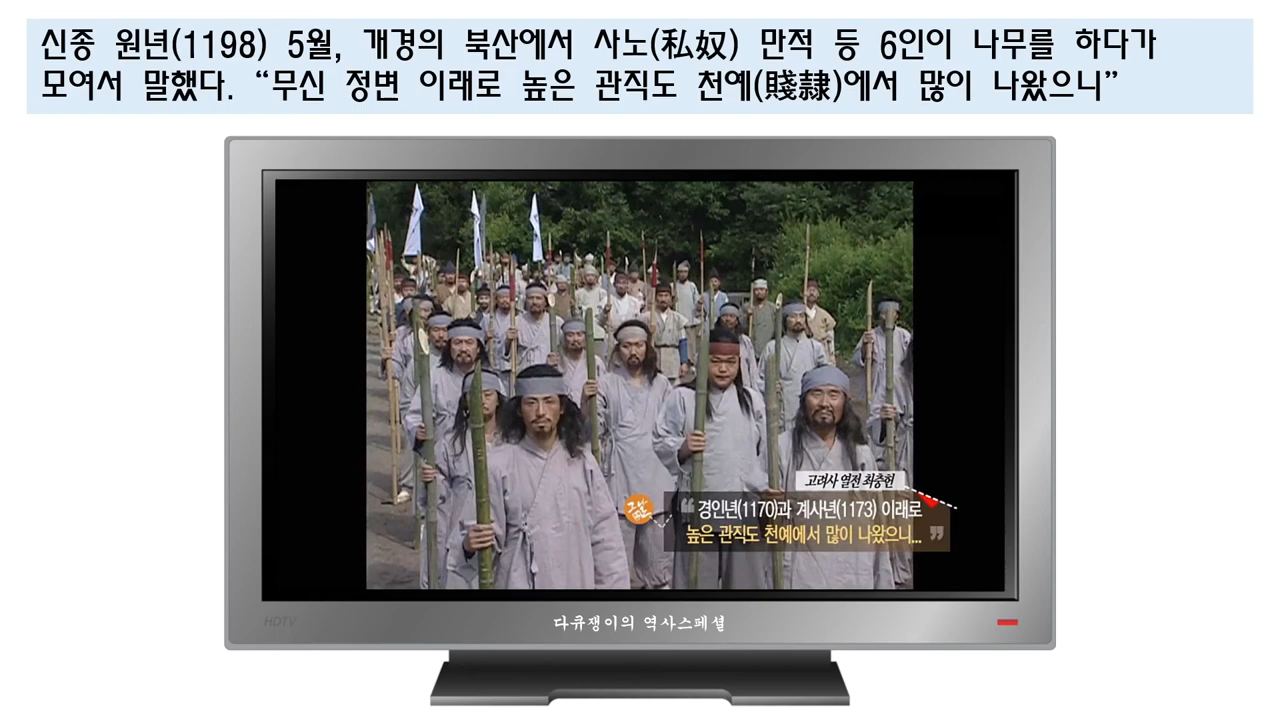 신종 원년(1198) 5월, 개경의 북산에서 사노(私奴) 만적 등 6인이 나무를 하다가
모여서 말했다. “무신 정변 이래로 높은 관직도 천예(賤隷)에서 많이 나왔으니”
고려사 열전 최충헌
그날
“경인년(1170)과 계사년(1173) 이래로
높은 관직도 천예에서 많이 나왔으니...”
HDTV
다큐쟁이의 역사스페셜